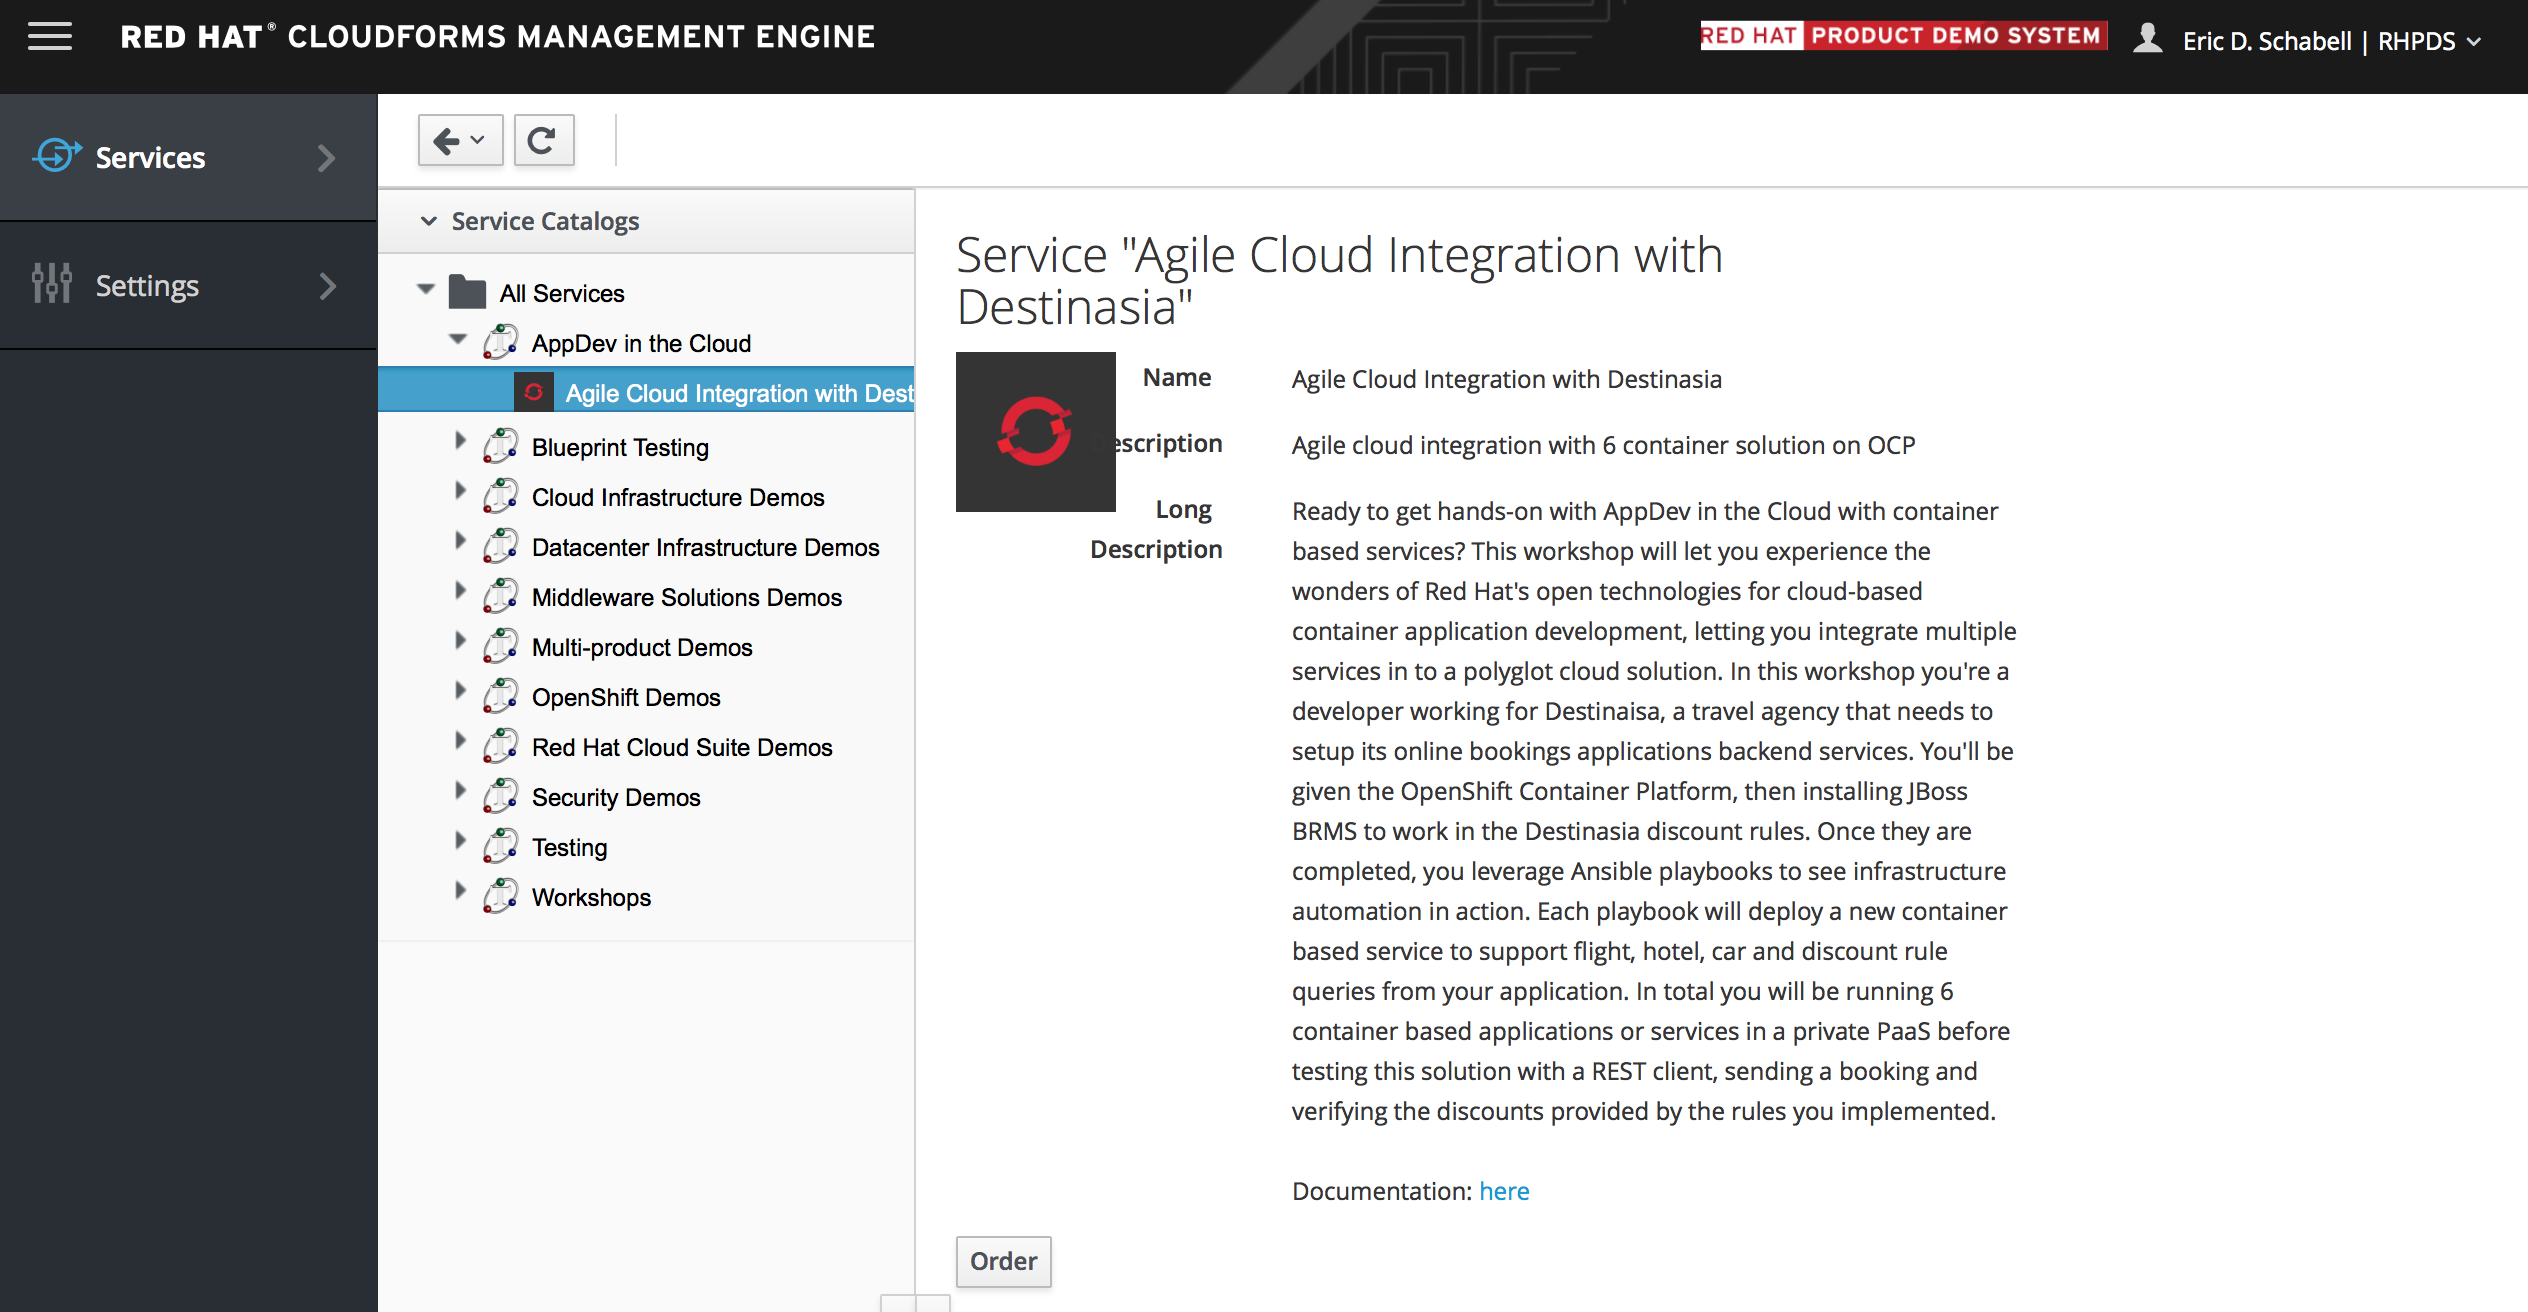 RED HAT® CLOUDFORMS MANAGEMENT ENGINE
RED HAT PRODUCT DEMO SYSTEM
Eric D. Schabell | RHPDS
Services
Settings
Service Catalogs
All Services
AppDev in the Cloud
Agile Cloud Integration with Dest
Blueprint Testing
Cloud Infrastructure Demos
Datacenter Infrastructure Demos
Middleware Solutions Demos
Multi-product Demos
OpenShift Demos
Red Hat Cloud Suite Demos
Security Demos
Testing
Workshops
Service "Agile Cloud Integration with
Destinasia"
Name
Agile Cloud Integration with Destinasia
Description
Agile cloud integration with 6 container solution on OCP
Long
Description
Ready to get hands-on with AppDev in the Cloud with container
based services? This workshop will let you experience the
wonders of Red Hat's open technologies for cloud-based
container application development, letting you integrate multiple
services in to a polyglot cloud solution. In this workshop you're a
developer working for Destinaisa, a travel agency that needs to
setup its online bookings applications backend services. You'll be
given the OpenShift Container Platform, then installing JBoss
BRMS to work in the Destinasia discount rules. Once they are
completed, you leverage Ansible playbooks to see infrastructure
automation in action. Each playbook will deploy a new container
based service to support flight, hotel, car and discount rule
queries from your application. In total you will be running 6
container based applications or services in a private PaaS before
testing this solution with a REST client, sending a booking and
verifying the discounts provided by the rules you implemented.
Documentation: here
Order